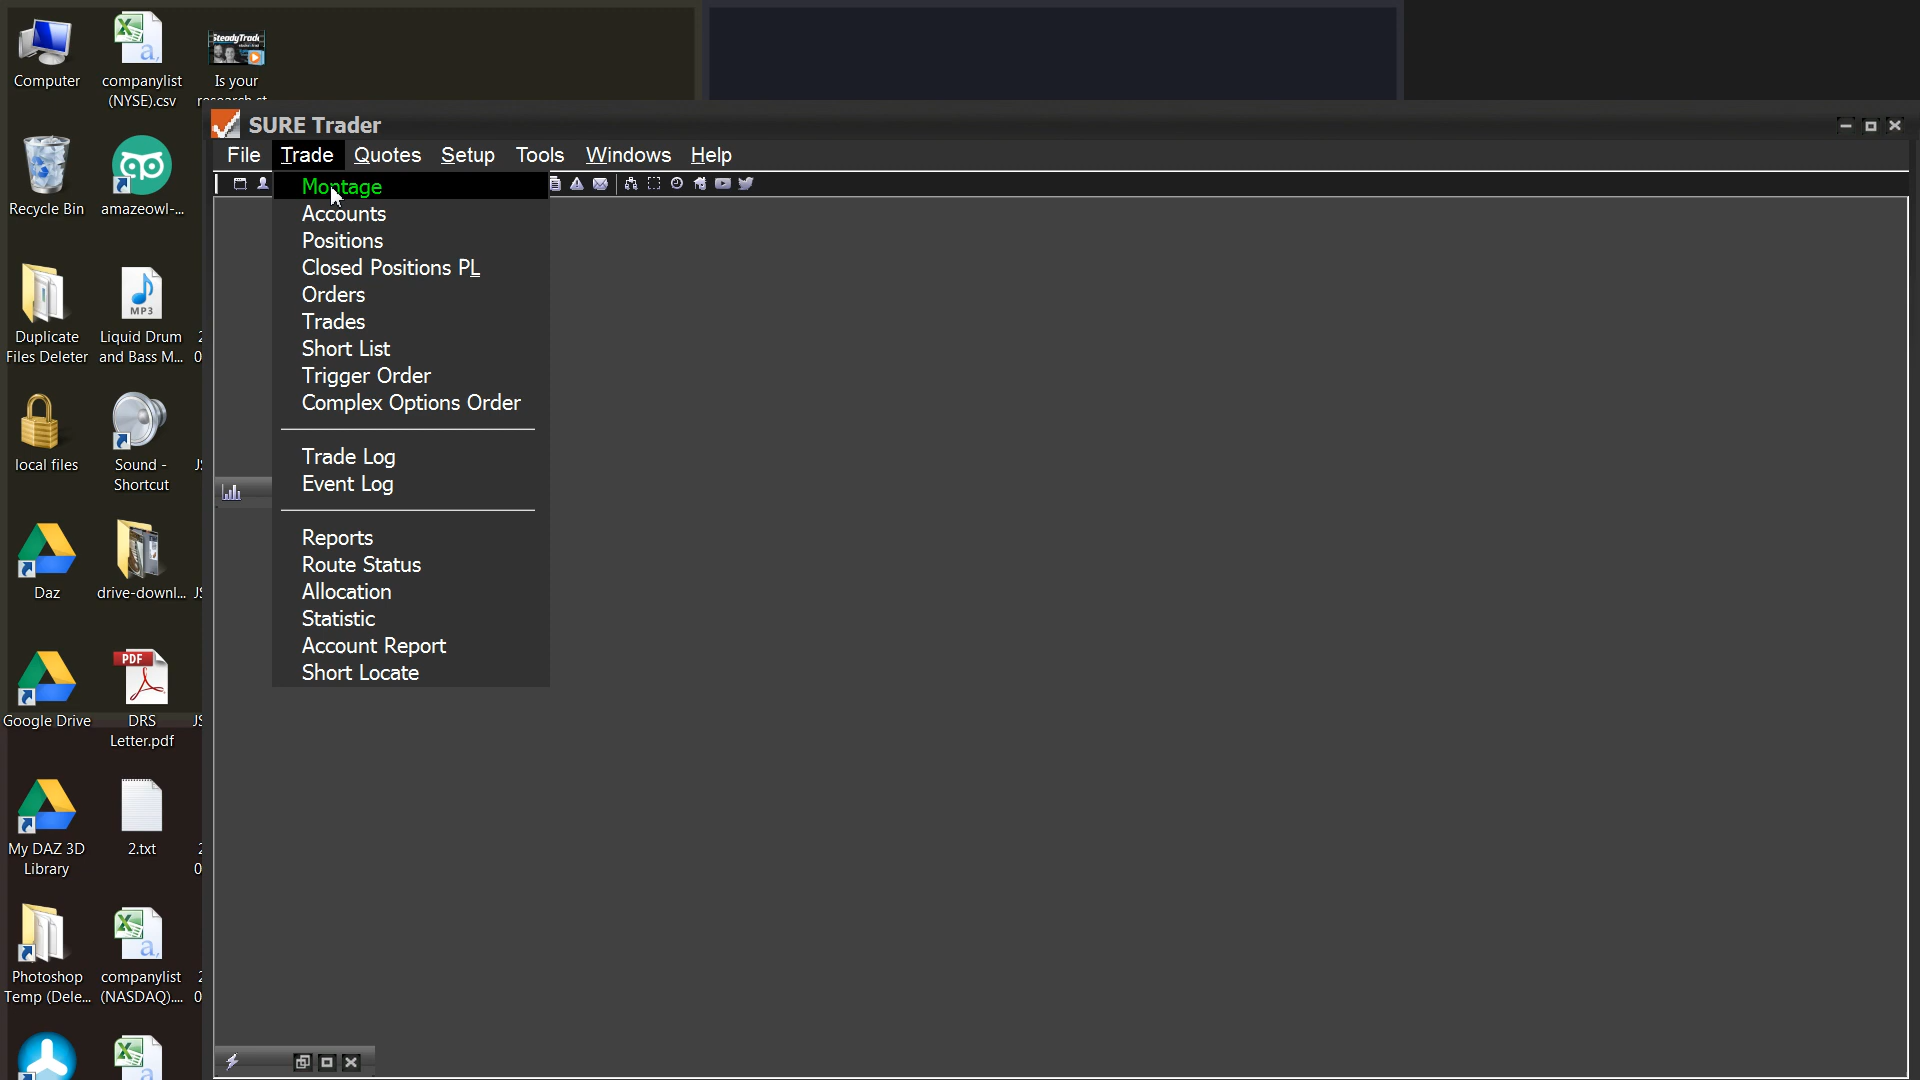 SteadyTrade
Computer
companylist
(NYSE).csv
Is your
SURE Trader
File Trade Quotes Setup Tools Windows Help
Recycle Bin
amazeowl-...
Montage
Accounts
Positions
Closed Positions PL
Orders
Trades
Short List
Trigger Order
Complex Options Order
Trade Log
Event Log
Reports
Route Status
Allocation
Statistic
Account Report
Short Locate
Duplicate
Files Deleter
MP3
Liquid Drum
and Bass M...
local files
Sound -
Shortcut
Daz
drive-downl...
Google Drive
PDF
DRS
Letter.pdf
My DAZ 3D
Library
2.txt
Photoshop
Temp (Dele...
companylist
(NASDAQ)....